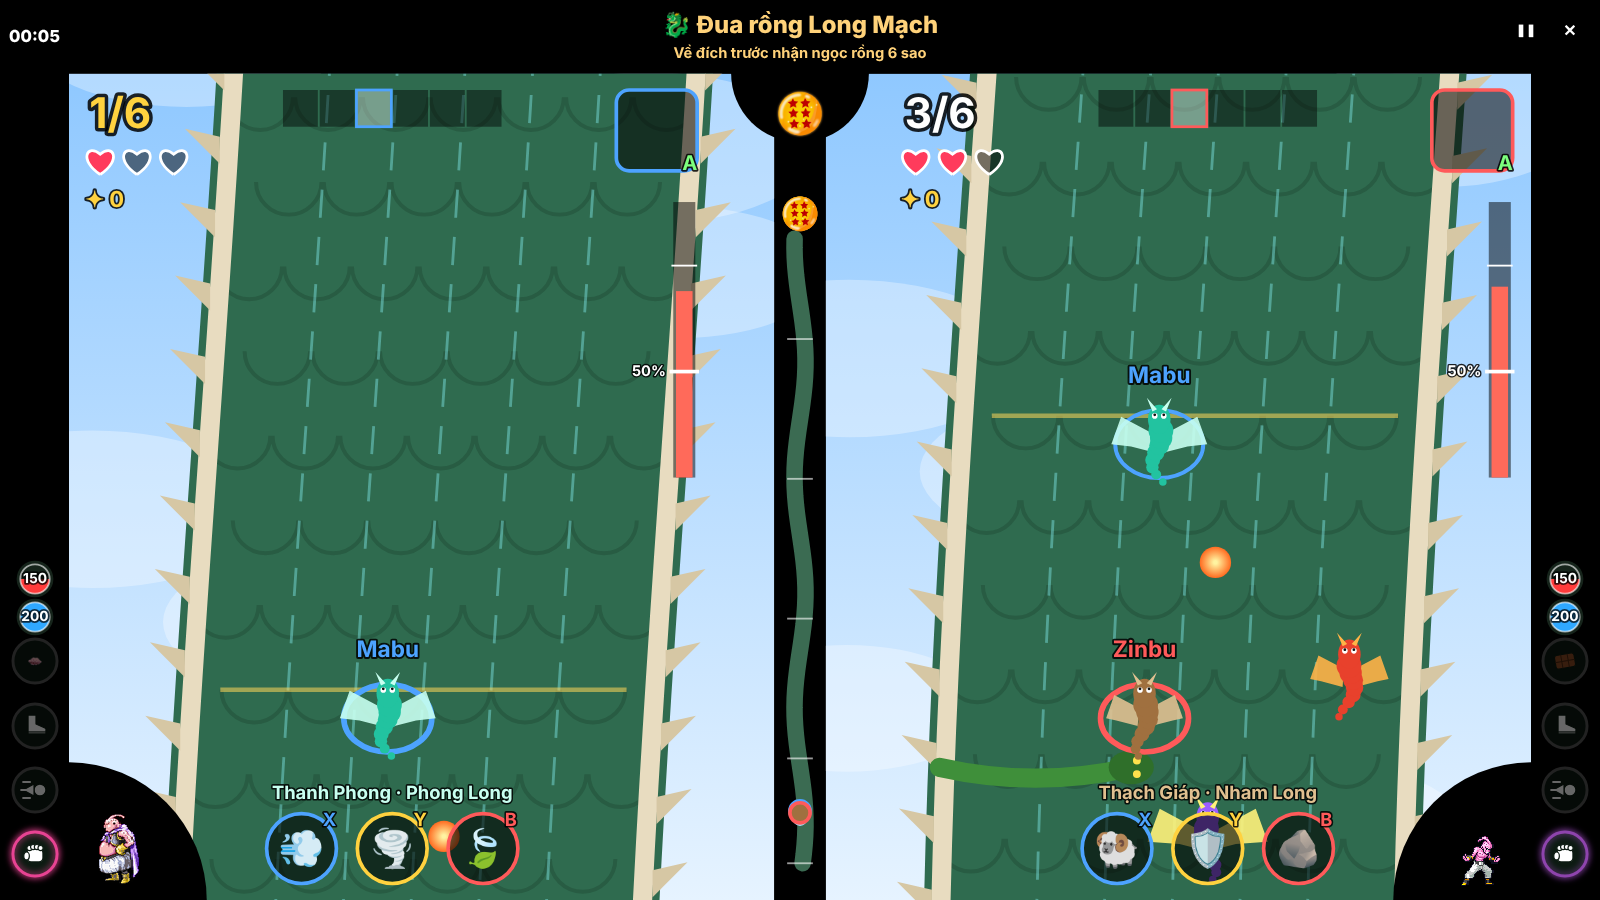 00:05
🐉 Đua rồng Long Mạch
Về đích trước nhận ngọc rồng 6 sao
1/6
0
A
50%
150
200
Mabu
Thanh Phong · Phong Long
X
Y
B
3/6
0
A
50%
150
200
Mabu
Zinbu
Thạch Giáp · Nham Long
X
Y
B